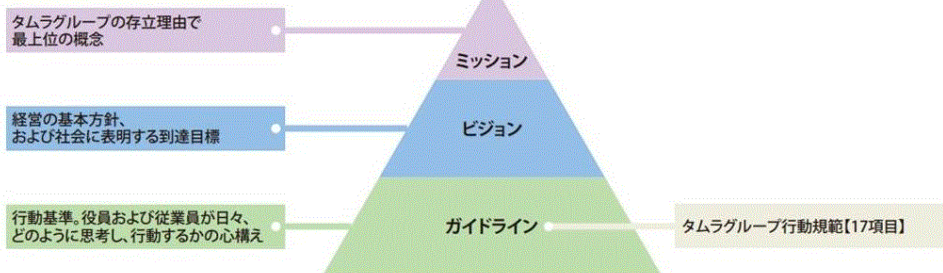 タムラグループの存立理由で
最上位の概念
ミッション
経営の基本方針、
および社会に表明する到達目標
ビジョン
行動基準。役員および従業員が日々、
どのように思考し、行動するかの心構え
ガイドライン
タムラグループ行動規範【17項目】